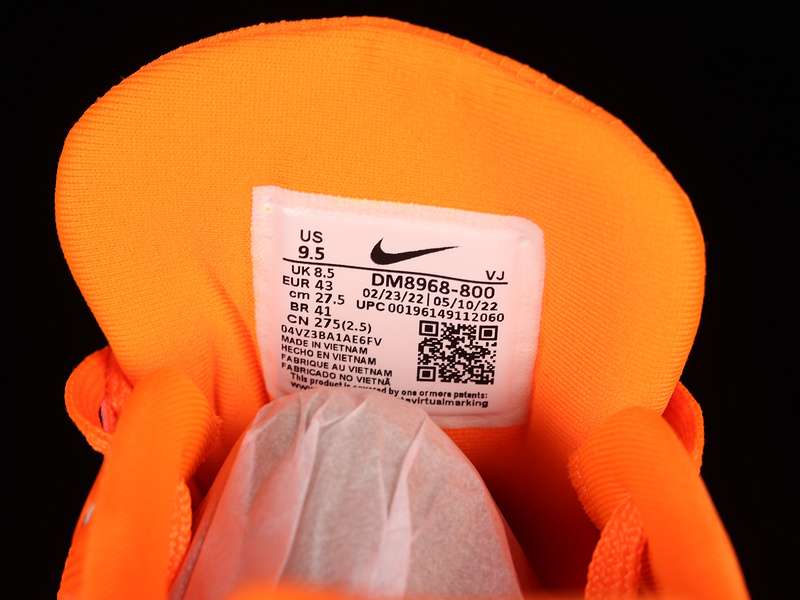 US
9.5
VJ
UK 8.5
EUR 43
cm 27.5
BR 41
CN 275(2.5)
DM8968-800
02/23/22 | 05/10/22
UPC 00196149112060
04VZ3BA1AE6FV
MADE IN VIETNAM
HECHO EN VIETNAM
FABRIQUE AU VIETNAM
FABRICADO NO VIETNÃ
This product is covered by one or more patents:
virtualmarking